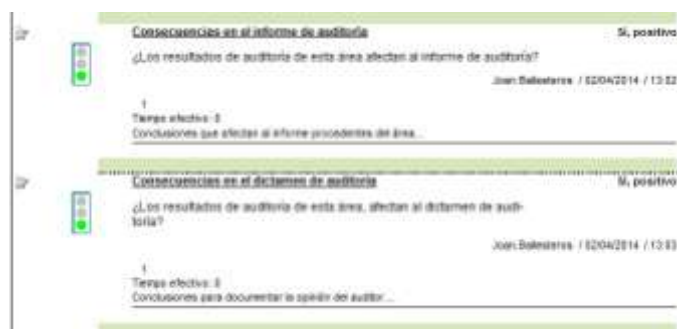 Consecuencias en el informe de auditoría Sí, positivo
¿Los resultados de auditoría de esta área afectan al informe de auditoría?
Joan Ballesteros / 02/04/2014 / 13:02
1
Tiempo efectivo: 0
Conclusiones que afectan al informe procedentes del área...
Consecuencias en el dictamen de auditoría Sí, positivo
¿Los resultados de auditoría de esta área, afectan al dictamen de audi-
toría?
Joan Ballesteros / 02/04/2014 / 13:03
1
Tiempo efectivo: 0
Conclusiones para documentar la opinión del auditor...